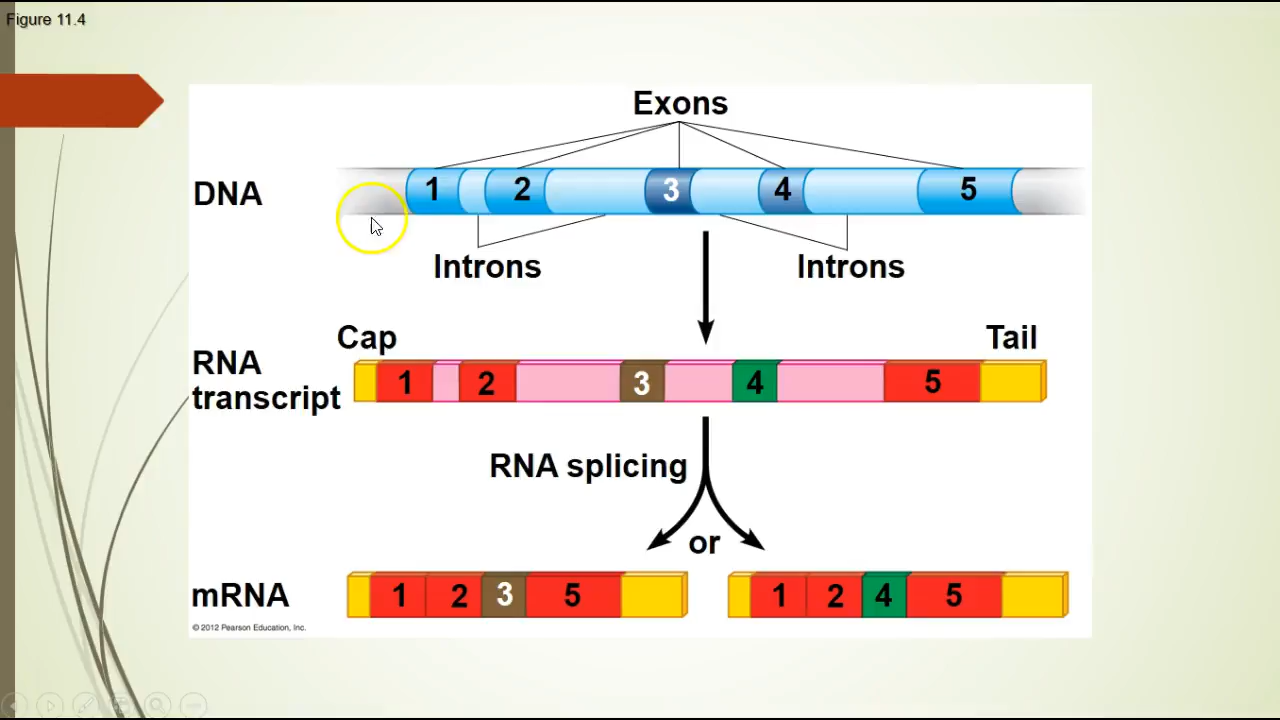 Figure 11.4
Exons
DNA
1 2 3 4 5
Introns Introns
Cap Tail
RNA
transcript
1 2 3 4 5
RNA splicing
or
mRNA
1 2 3 5 1 2 4 5
© 2012 Pearson Education, Inc.